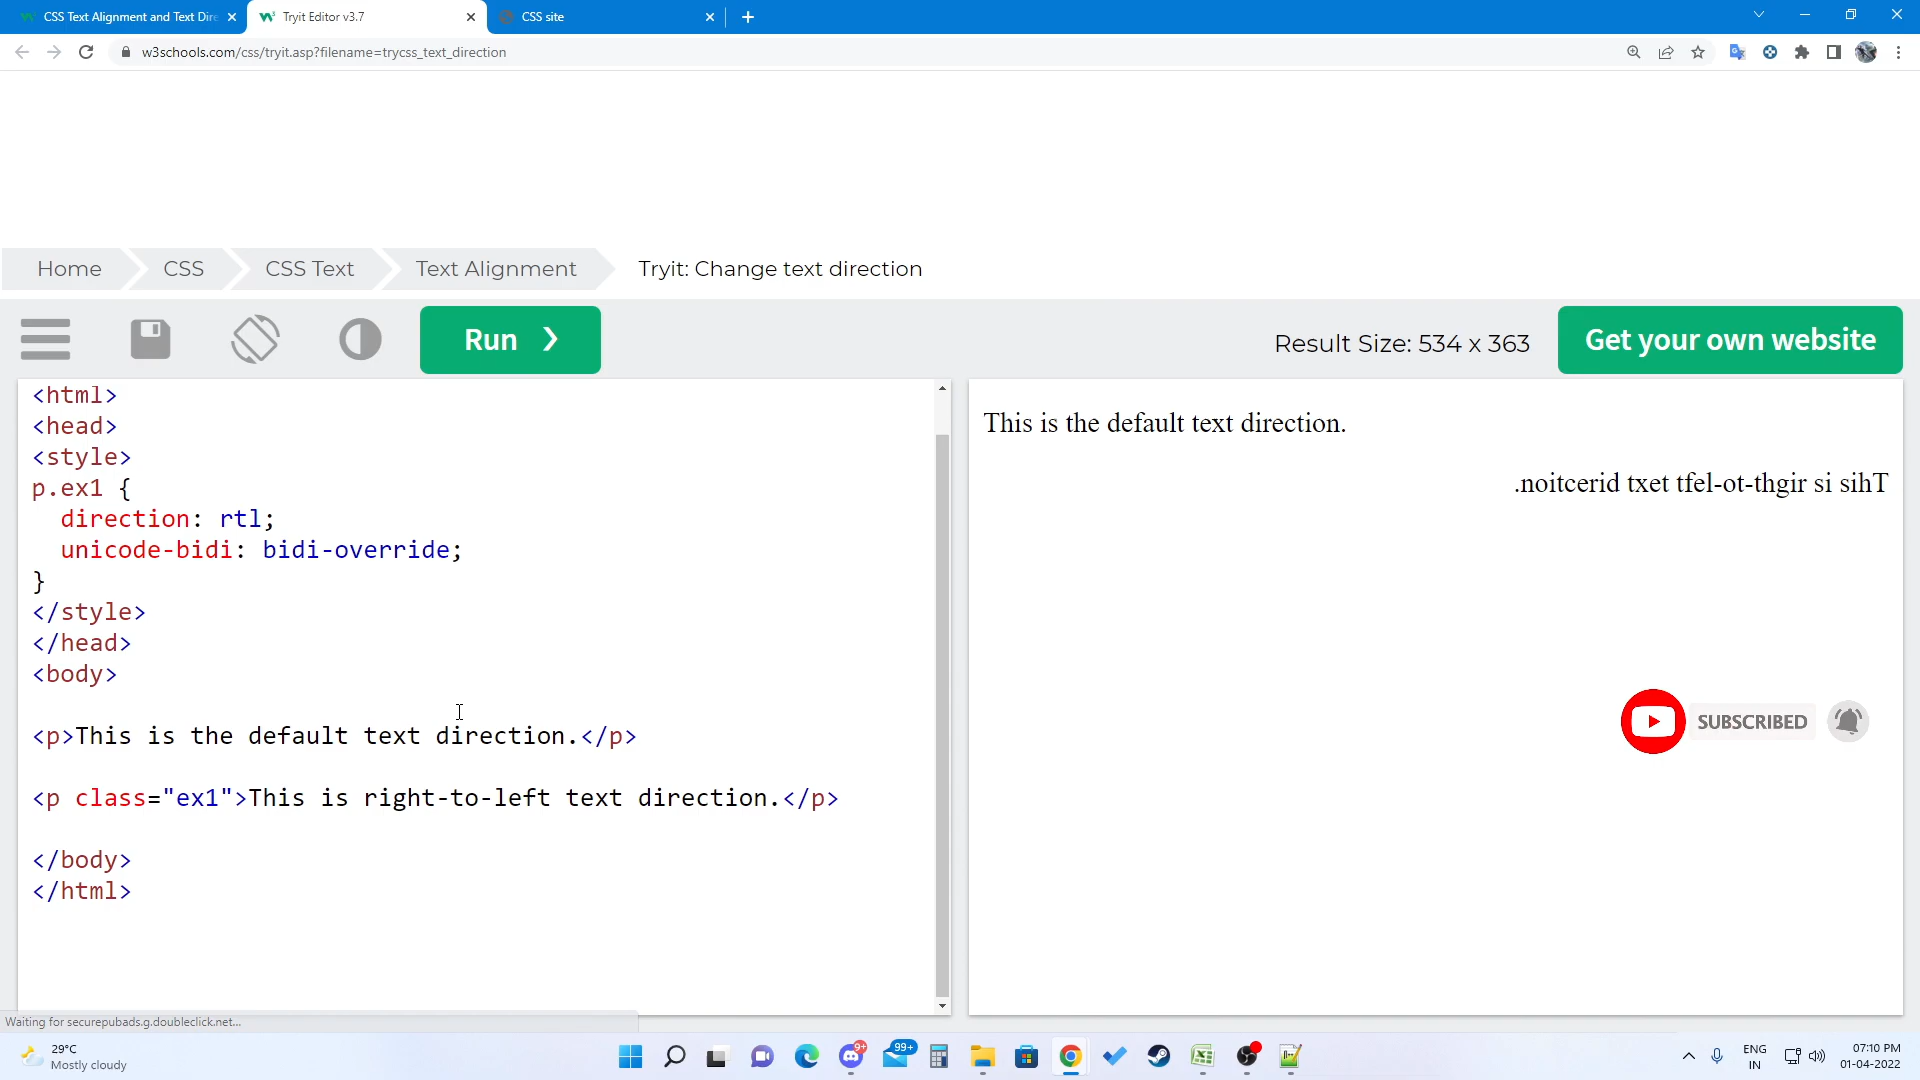 CSS Text Alignment and Text Dire
Tryit Editor v3.7
CSS site
w3schools.com/css/tryit.asp?filename=trycss_text_direction
Home
CSS
CSS Text
Text Alignment
Tryit: Change text direction
Run ❯
Result Size: 534 x 363
Get your own website
<html>
<head>
<style>
p.ex1 {
direction: rtl;
unicode-bidi: bidi-override;
}
</style>
</head>
<body>
<p>This is the default text direction.</p>
<p class="ex1">This is right-to-left text direction.</p>
</body>
</html>
This is the default text direction.
.noitcerid txet tfel-ot-thgir si sihT
SUBSCRIBED
Waiting for securepubads.g.doubleclick.net...
29°C
Mostly cloudy
9+
99+
ENG
IN
07:10 PM
01-04-2022